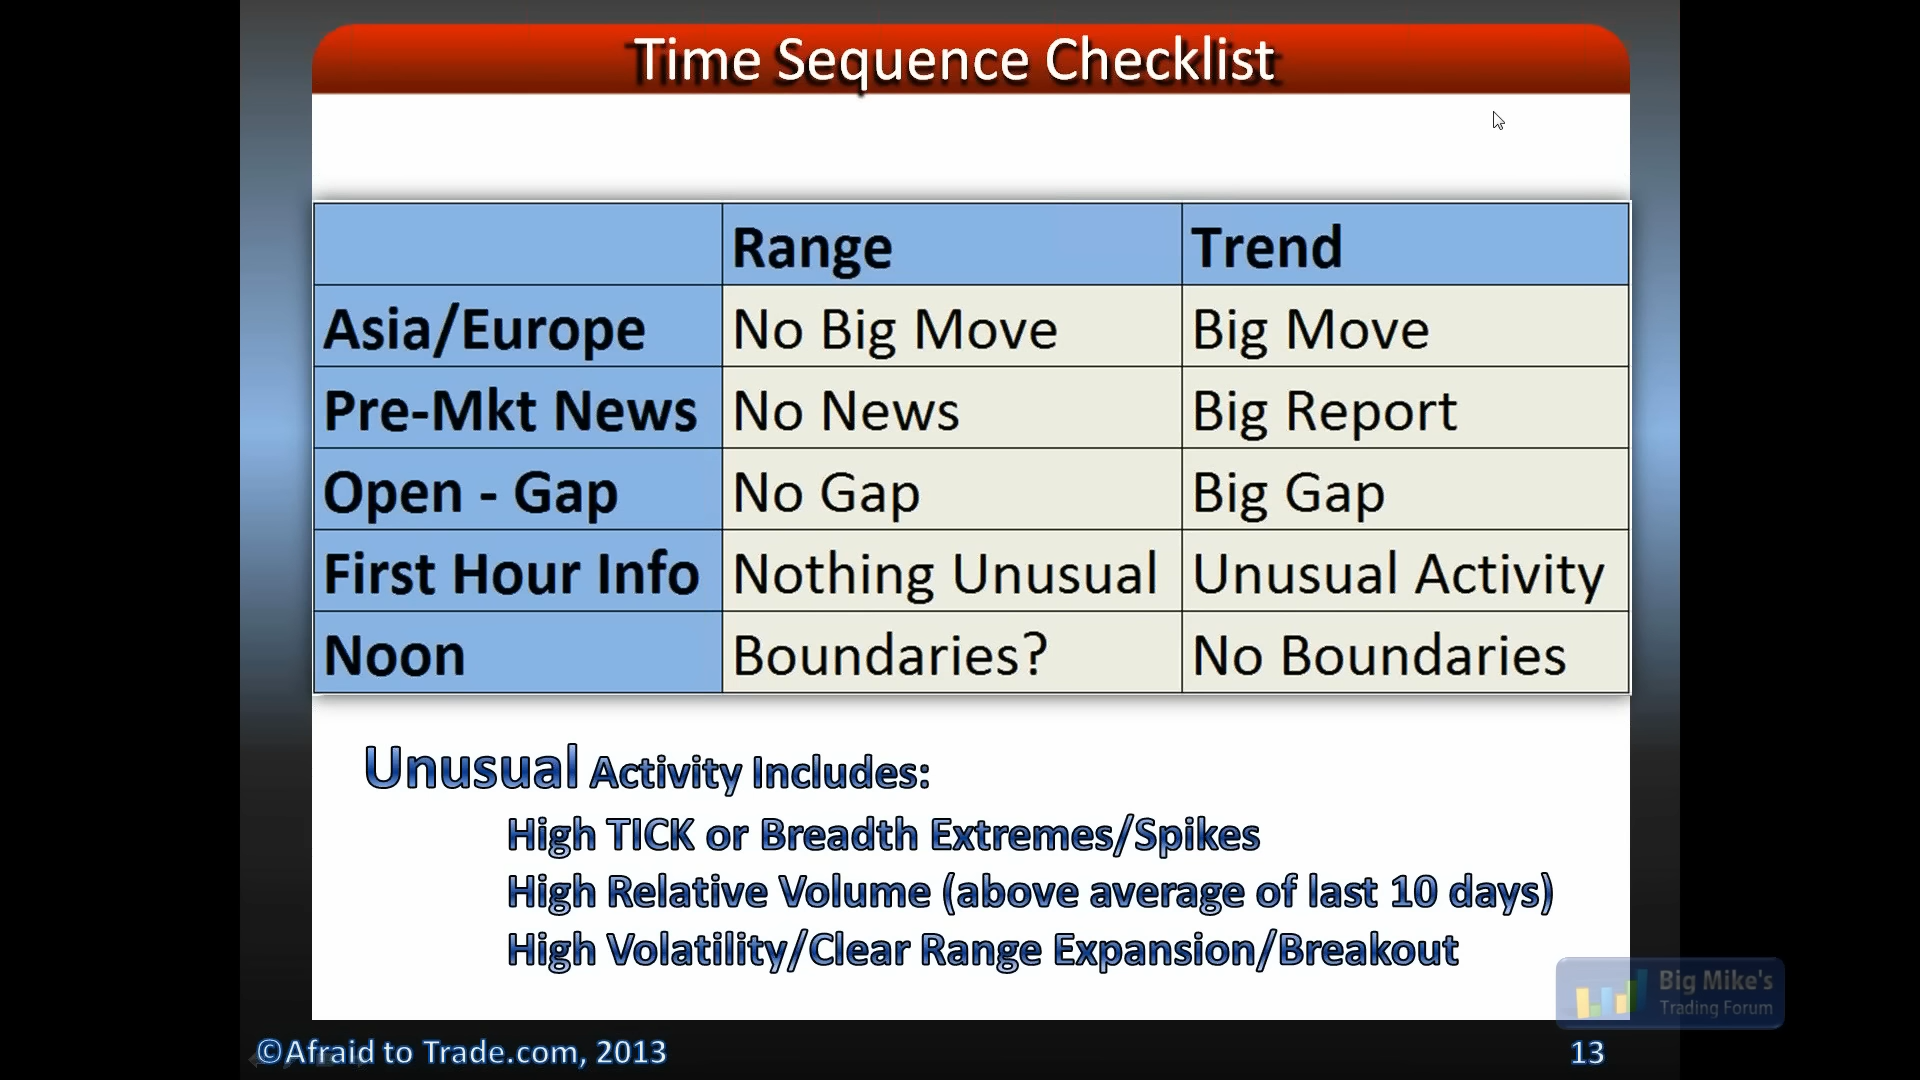 Time Sequence Checklist
Range Trend
Asia/Europe No Big Move Big Move
Pre-Mkt News No News Big Report
Open - Gap No Gap Big Gap
First Hour Info Nothing Unusual Unusual Activity
Noon Boundaries? No Boundaries
Unusual Activity Includes:
High TICK or Breadth Extremes/Spikes
High Relative Volume (above average of last 10 days)
High Volatility/Clear Range Expansion/Breakout
Big Mike's
Trading Forum
©Afraid to Trade.com, 2013 13